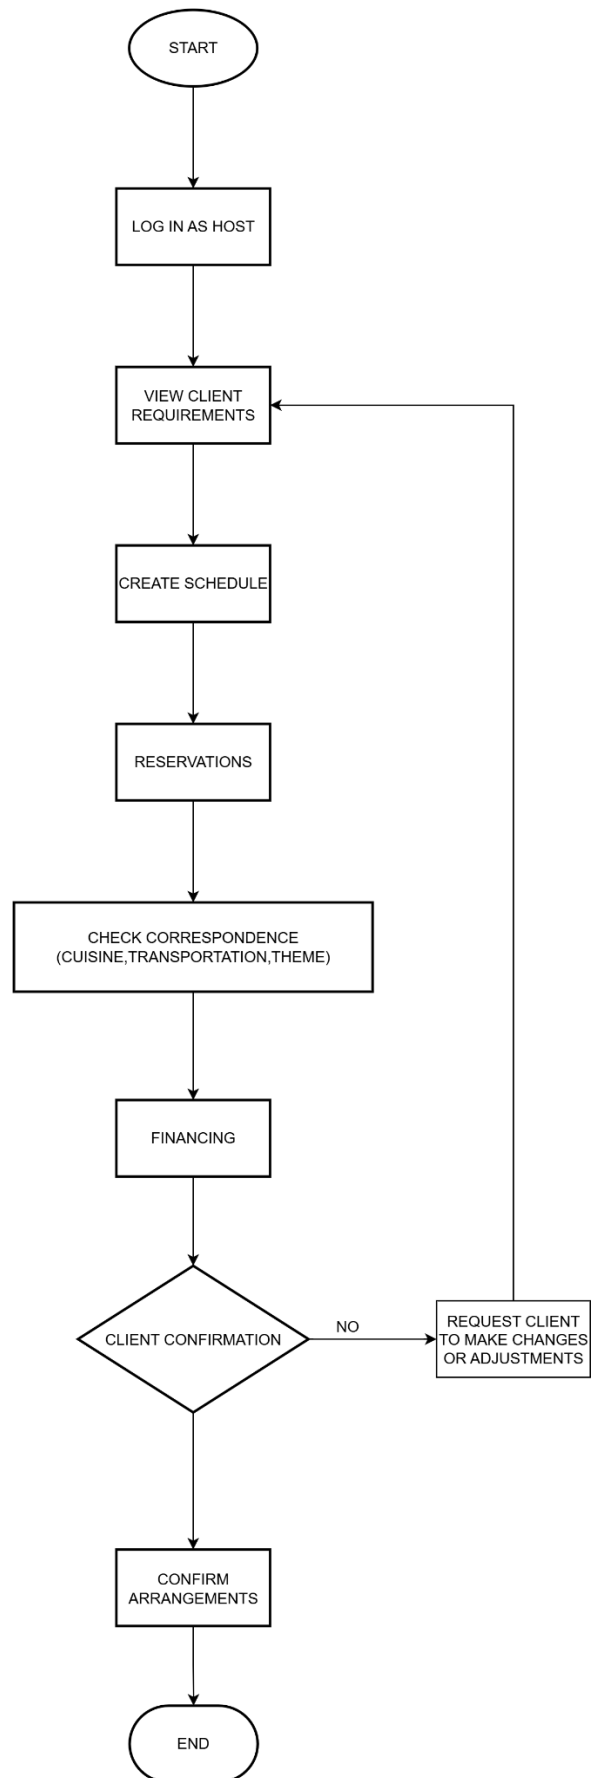 START
LOG IN AS HOST
VIEW CLIENT
REQUIREMENTS
CREATE SCHEDULE
RESERVATIONS
CHECK CORRESPONDENCE
(CUISINE,TRANSPORTATION,THEME)
FINANCING
CLIENT CONFIRMATION
NO
REQUEST CLIENT
TO MAKE CHANGES
OR ADJUSTMENTS
CONFIRM
ARRANGEMENTS
END